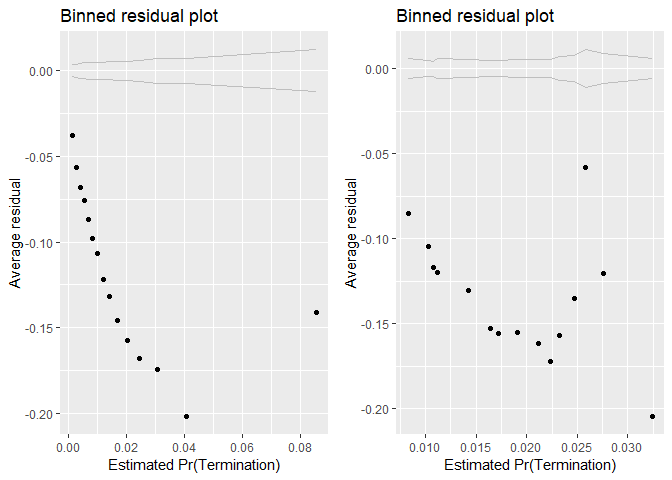 Binned residual plot
Average residual
0.00
-0.05
-0.10
-0.15
-0.20
0.00 0.02 0.04 0.06 0.08
Estimated Pr(Termination)
Binned residual plot
Average residual
0.00
-0.05
-0.10
-0.15
-0.20
0.010 0.015 0.020 0.025 0.030
Estimated Pr(Termination)